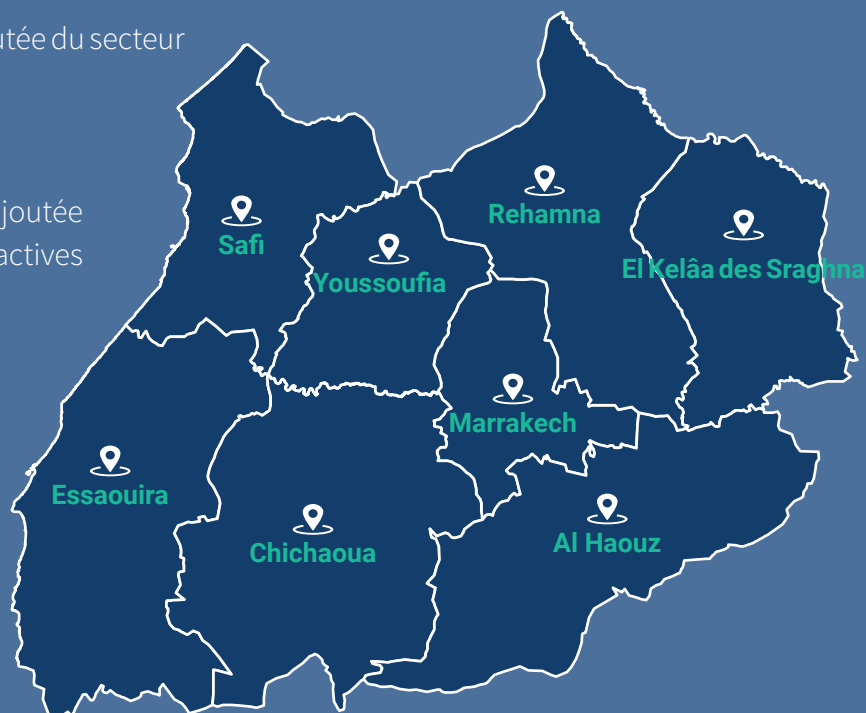 utée du secteur
joutée
actives
Rehamna
Safi
Youssoufia
El Kelâa des Sraghna
Marrakech
Essaouira
Chichaoua
Al Haouz